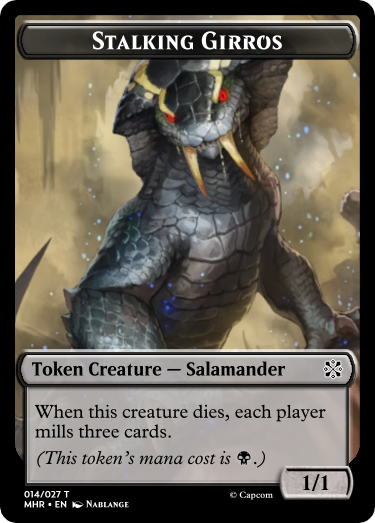 Stalking Girros
Token Creature — Salamander
When this creature dies, each player
mills three cards.
(This token's mana cost is .)
1/1
014/027 T
MHR • EN Nablange
© Capcom